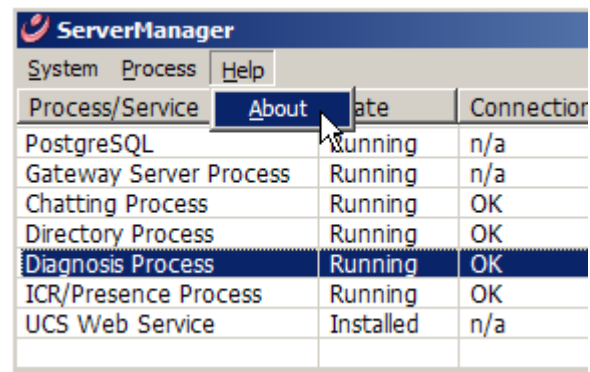 ServerManager
System Process Help
Process/Service About ate Connection
PostgreSQL Running n/a
Gateway Server Process Running n/a
Chatting Process Running OK
Directory Process Running OK
Diagnosis Process Running OK
ICR/Presence Process Running OK
UCS Web Service Installed n/a